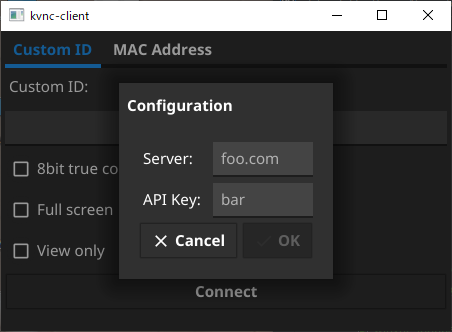 kvnc-client
Custom ID MAC Address
Custom ID:
Configuration
Server: foo.com
8bit true co
API Key: bar
Full screen
Cancel OK
View only
Connect